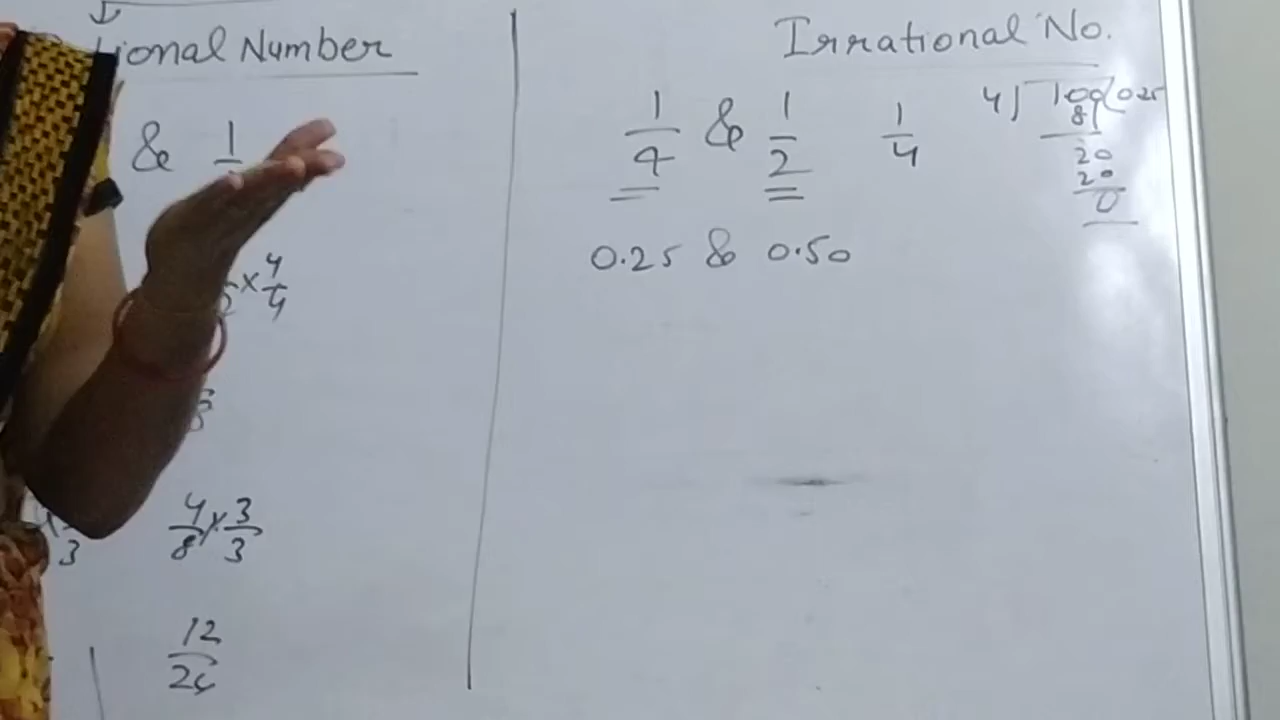 ional Number
& 1
× 4/4
4/8 × 3/3
3
12/24
Irrational No.
1/4 & 1/2 1/4
4) 100 (0.25
8
20
20
0
0.25 & 0.50